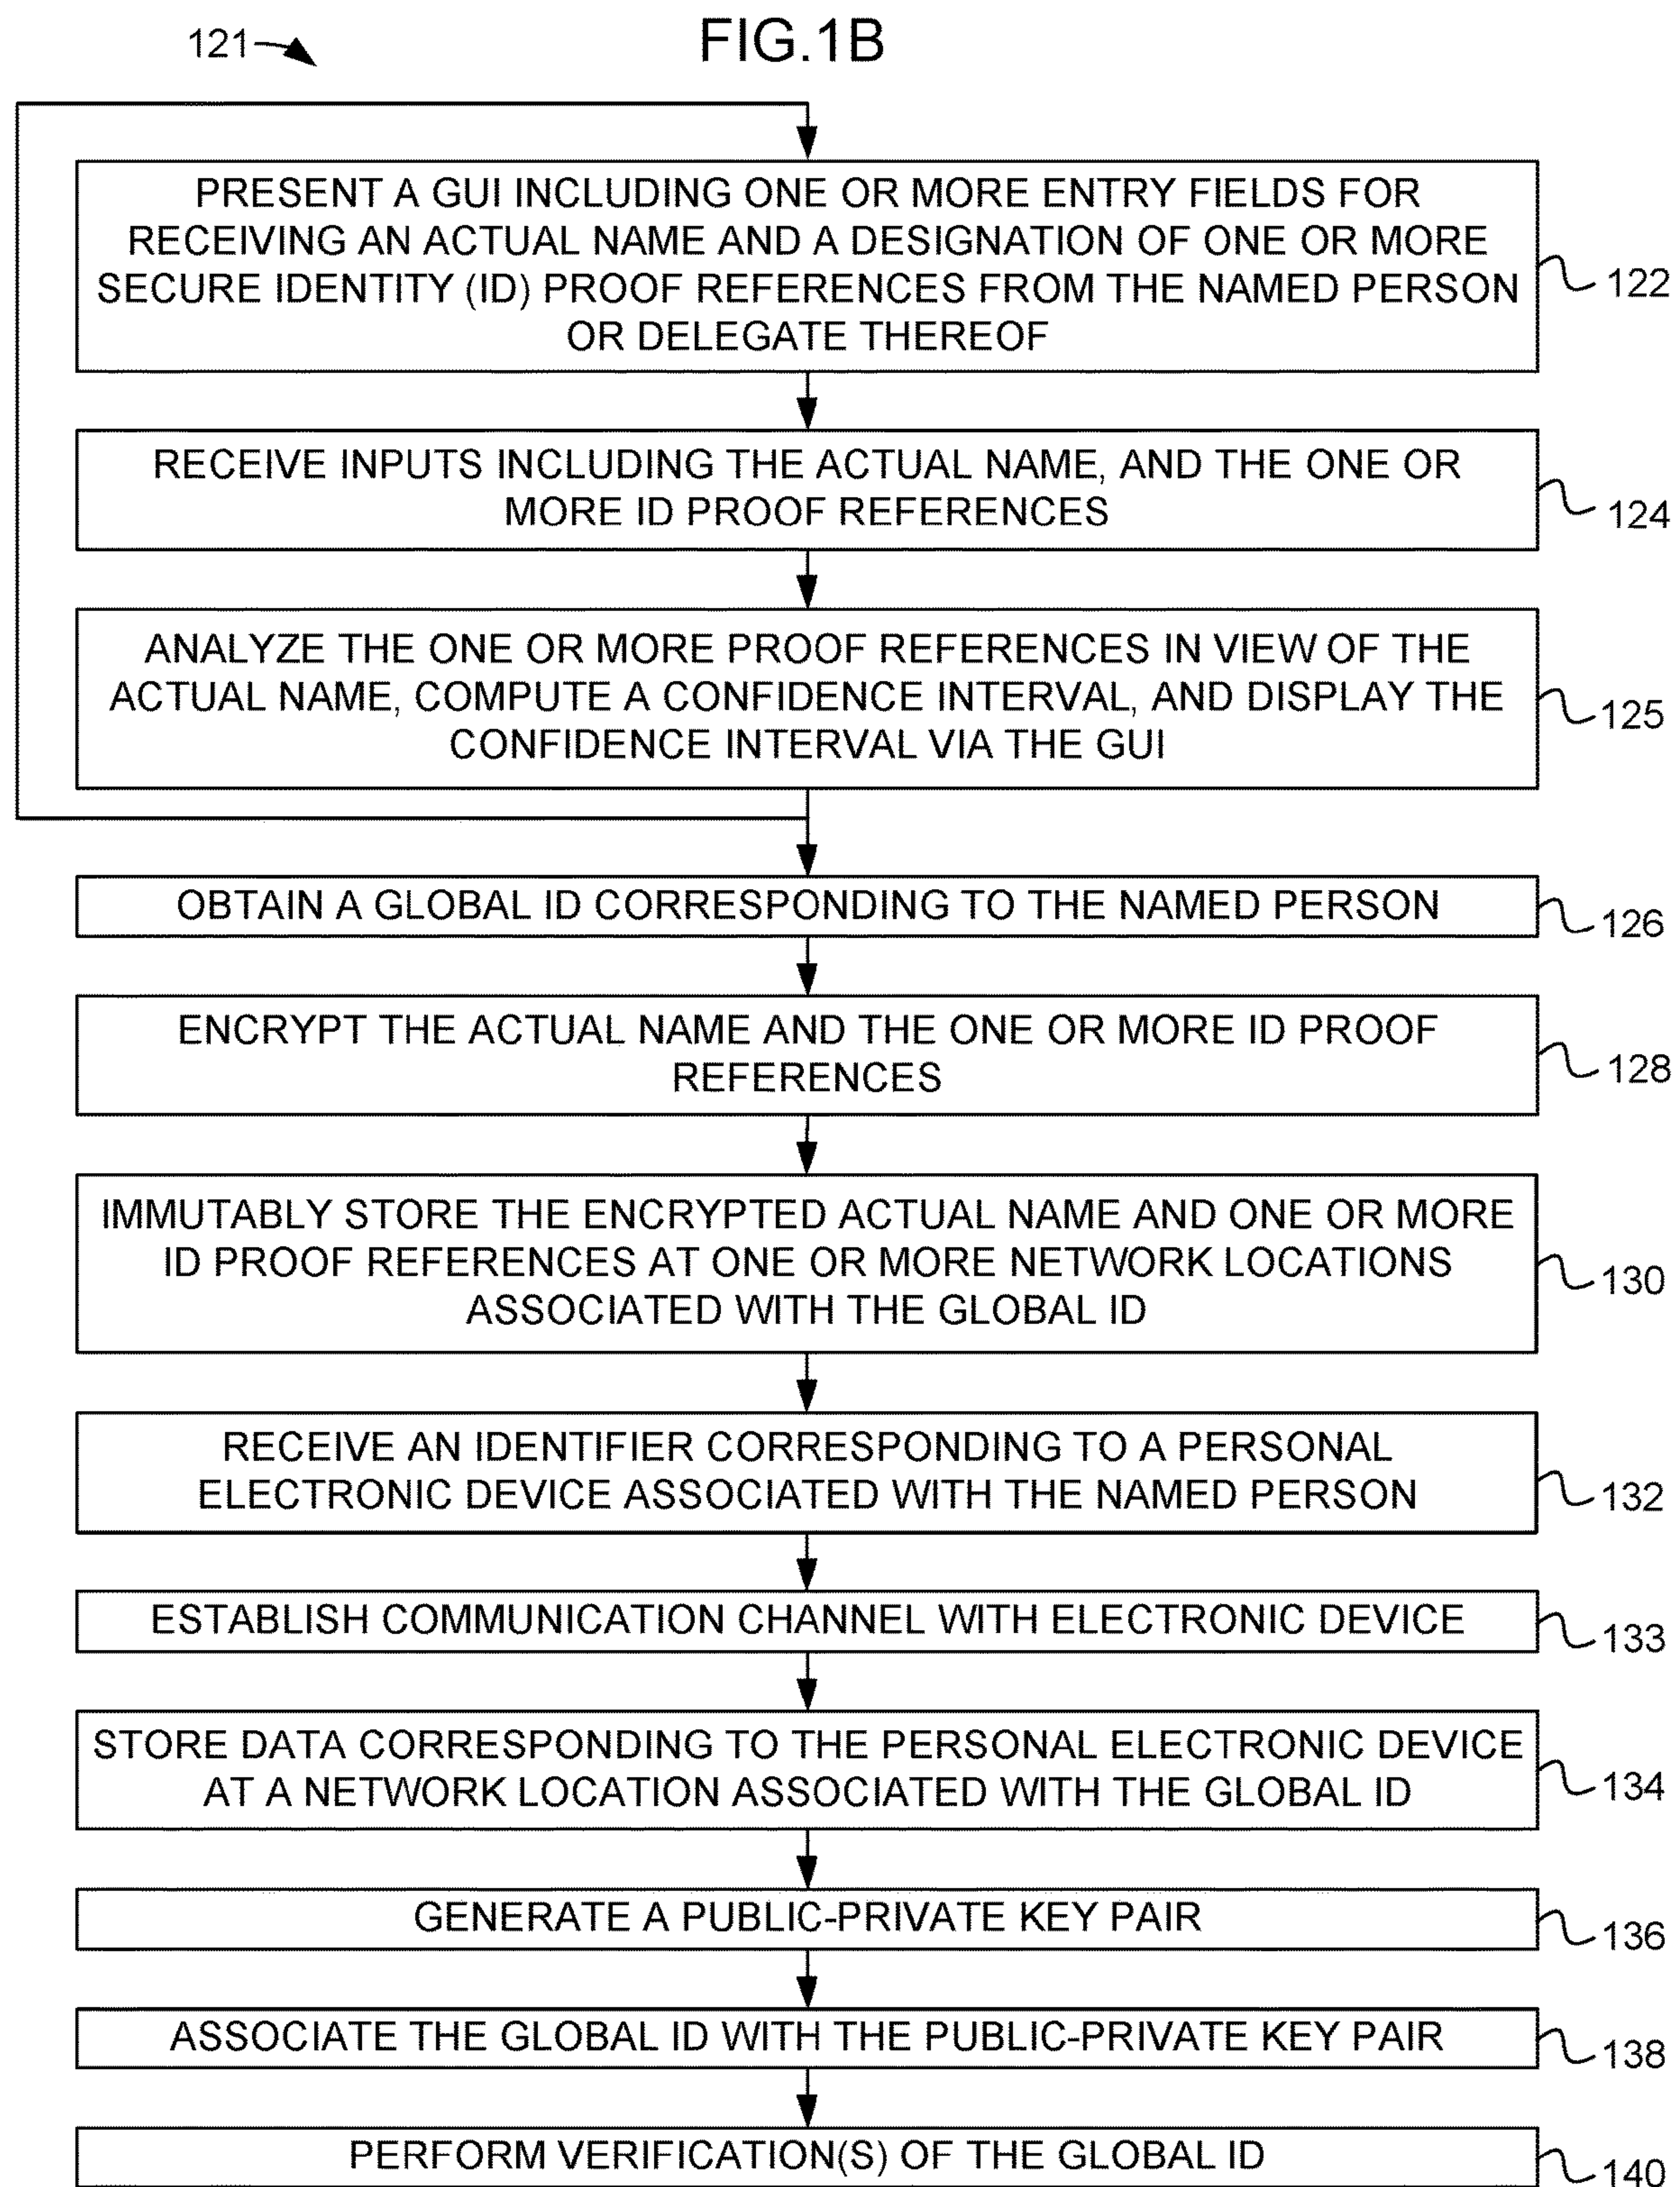 FIG.1B
121
PRESENT A GUI INCLUDING ONE OR MORE ENTRY FIELDS FOR
RECEIVING AN ACTUAL NAME AND A DESIGNATION OF ONE OR MORE
SECURE IDENTITY (ID) PROOF REFERENCES FROM THE NAMED PERSON
OR DELEGATE THEREOF
122
RECEIVE INPUTS INCLUDING THE ACTUAL NAME, AND THE ONE OR
MORE ID PROOF REFERENCES
124
ANALYZE THE ONE OR MORE PROOF REFERENCES IN VIEW OF THE
ACTUAL NAME, COMPUTE A CONFIDENCE INTERVAL, AND DISPLAY THE
CONFIDENCE INTERVAL VIA THE GUI
125
OBTAIN A GLOBAL ID CORRESPONDING TO THE NAMED PERSON
126
ENCRYPT THE ACTUAL NAME AND THE ONE OR MORE ID PROOF
REFERENCES
128
IMMUTABLY STORE THE ENCRYPTED ACTUAL NAME AND ONE OR MORE
ID PROOF REFERENCES AT ONE OR MORE NETWORK LOCATIONS
ASSOCIATED WITH THE GLOBAL ID
130
RECEIVE AN IDENTIFIER CORRESPONDING TO A PERSONAL
ELECTRONIC DEVICE ASSOCIATED WITH THE NAMED PERSON
132
ESTABLISH COMMUNICATION CHANNEL WITH ELECTRONIC DEVICE
133
STORE DATA CORRESPONDING TO THE PERSONAL ELECTRONIC DEVICE
AT A NETWORK LOCATION ASSOCIATED WITH THE GLOBAL ID
134
GENERATE A PUBLIC-PRIVATE KEY PAIR
136
ASSOCIATE THE GLOBAL ID WITH THE PUBLIC-PRIVATE KEY PAIR
138
PERFORM VERIFICATION(S) OF THE GLOBAL ID
140